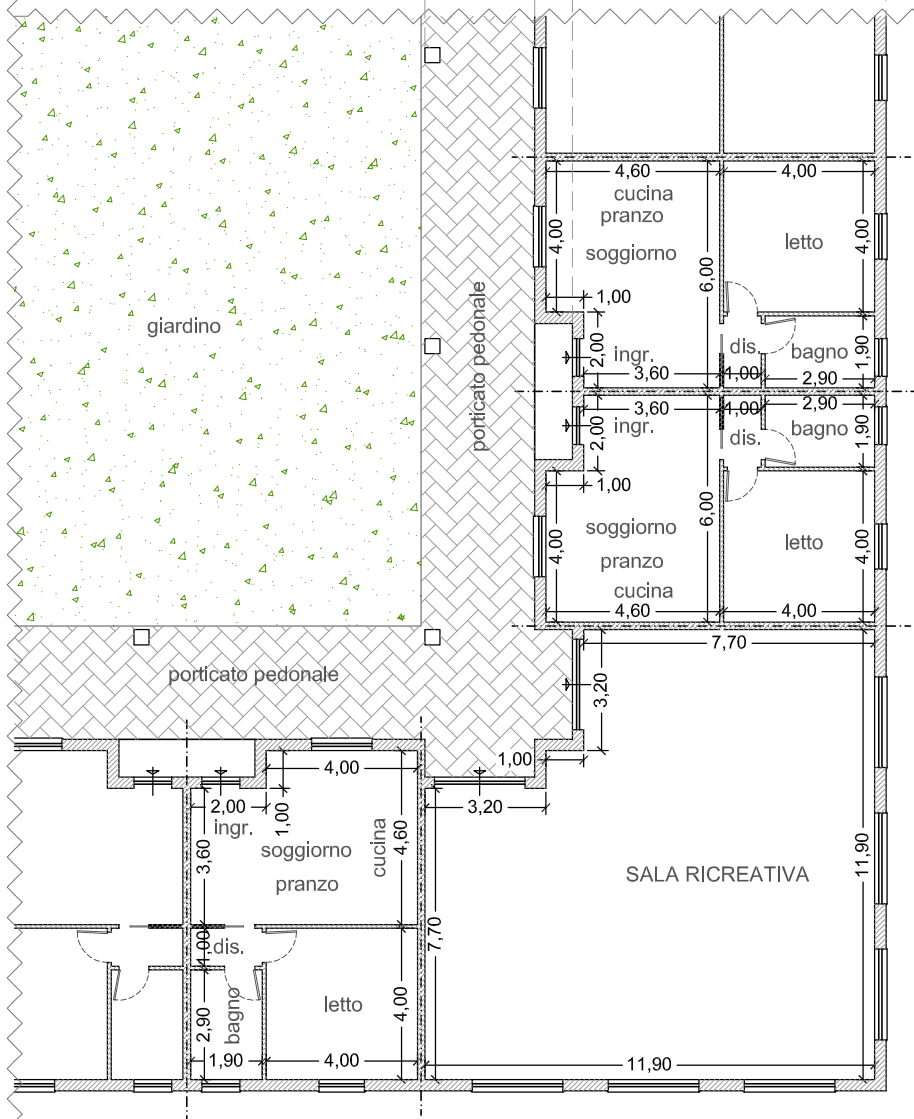 4,60
4,00
cucina
pranzo
soggiorno
letto
4,00
6,00
4,00
porticato pedonale
giardino
1,00
2,00
ingr.
dis.
bagno
1,90
3,60
1,00
2,90
3,60
1,00
2,90
ingr.
dis.
bagno
2,00
1,90
1,00
soggiorno
pranzo
cucina
letto
4,00
6,00
4,00
4,60
4,00
7,70
porticato pedonale
3,20
1,00
4,00
2,00
1,00
3,20
ingr.
soggiorno
pranzo
cucina
3,60
4,60
SALA RICREATIVA
11,90
7,70
1,00
dis.
letto
bagno
2,90
4,00
1,90
4,00
11,90